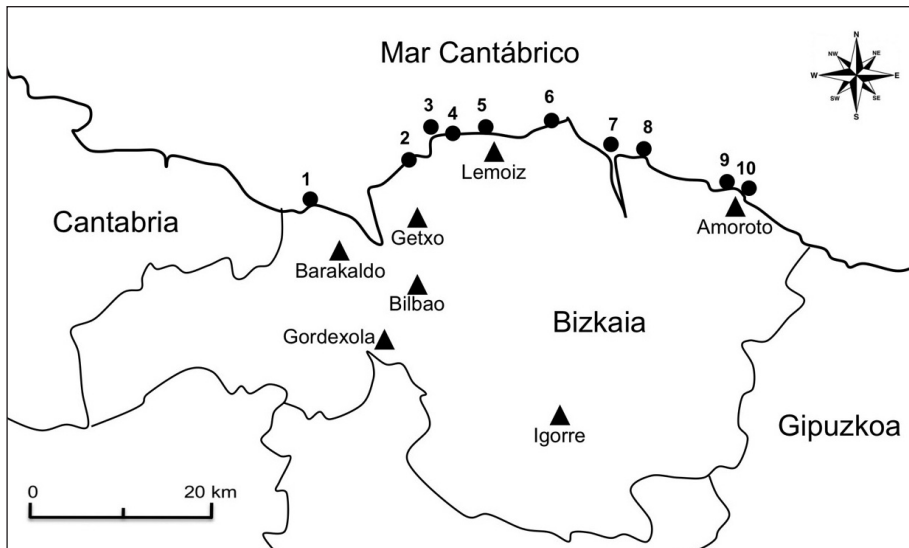 Mar Cantábrico
N
NW
NE
W
E
SW
SE
S
1
2
3
4
5
6
7
8
9
10
Lemoiz
Cantabria
Getxo
Amoroto
Barakaldo
Bilbao
Bizkaia
Gordexola
Igorre
Gipuzkoa
0
20 km